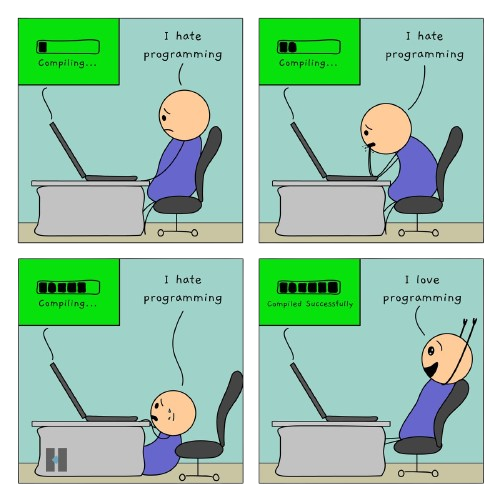 Compiling...
I hate
programming
Compiling...
I hate
programming
Compiling...
I hate
programming
Compiled Successfully
I love
programming